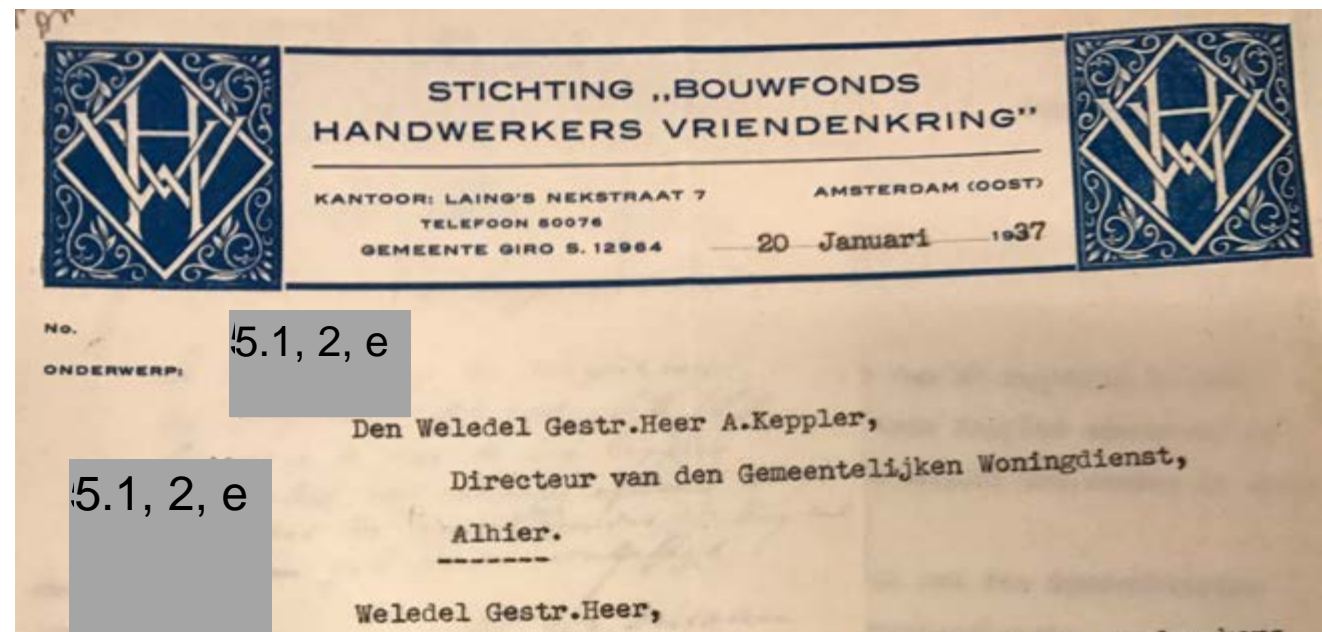 STICHTING „BOUWFONDS
HANDWERKERS VRIENDENKRING”
KANTOOR: LAING'S NEKSTRAAT 7
TELEFOON 50076
GEMEENTE GIRO S. 12964
AMSTERDAM (OOST)
20 Januari 1937
No.
ONDERWERP:
5.1, 2, e
Den Weledel Gestr.Heer A.Keppler,
Directeur van den Gemeentelijken Woningdienst,
5.1, 2, e
Alhier.
Weledel Gestr.Heer,